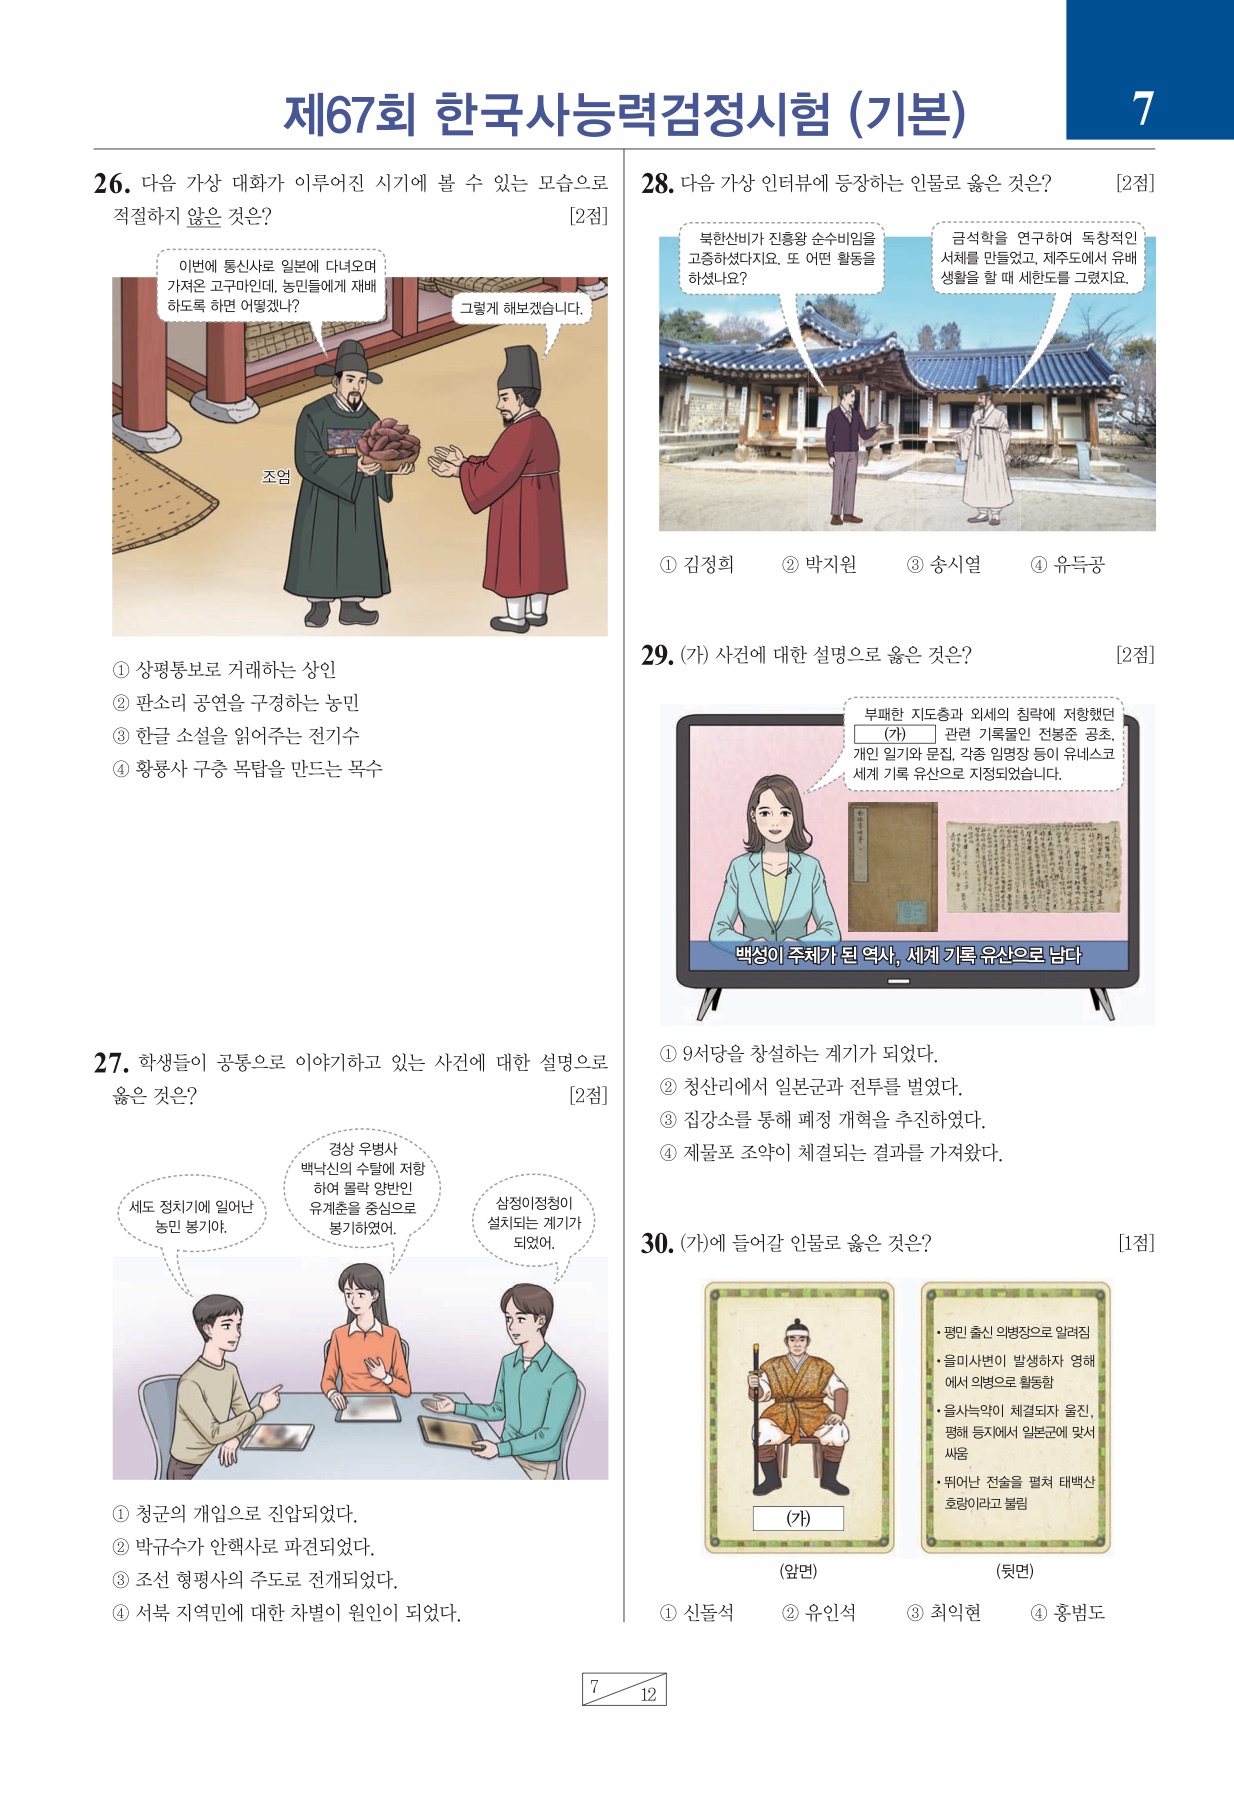 제67회 한국사능력검정시험 (기본)
7
26. 다음 가상 대화가 이루어진 시기에 볼 수 있는 모습으로
적절하지 않은 것은? [2점]
이번에 통신사로 일본에 다녀오며
가져온 고구마인데, 농민들에게 재배
하도록 하면 어떻겠나?
그렇게 해보겠습니다.
조엄
① 상평통보로 거래하는 상인
② 판소리 공연을 구경하는 농민
③ 한글 소설을 읽어주는 전기수
④ 황룡사 구층 목탑을 만드는 목수
27. 학생들이 공통으로 이야기하고 있는 사건에 대한 설명으로
옳은 것은? [2점]
세도 정치기에 일어난
농민 봉기야.
경상 우병사
백낙신의 수탈에 저항
하여 몰락 양반인
유계춘을 중심으로
봉기하였어.
삼정이정청이
설치되는 계기가
되었어.
① 청군의 개입으로 진압되었다.
② 박규수가 안핵사로 파견되었다.
③ 조선 형평사의 주도로 전개되었다.
④ 서북 지역민에 대한 차별이 원인이 되었다.
28. 다음 가상 인터뷰에 등장하는 인물로 옳은 것은? [2점]
북한산비가 진흥왕 순수비임을
고증하셨다지요. 또 어떤 활동을
하셨나요?
금석학을 연구하여 독창적인
서체를 만들었고, 제주도에서 유배
생활을 할 때 세한도를 그렸지요.
① 김정희 ② 박지원 ③ 송시열 ④ 유득공
29. (가) 사건에 대한 설명으로 옳은 것은? [2점]
부패한 지도층과 외세의 침략에 저항했던
(가) 관련 기록물인 전봉준 공초,
개인 일기와 문집, 각종 임명장 등이 유네스코
세계 기록 유산으로 지정되었습니다.
백성이 주체가 된 역사, 세계 기록 유산으로 남다
① 9서당을 창설하는 계기가 되었다.
② 청산리에서 일본군과 전투를 벌였다.
③ 집강소를 통해 폐정 개혁을 추진하였다.
④ 제물포 조약이 체결되는 결과를 가져왔다.
30. (가)에 들어갈 인물로 옳은 것은? [1점]
(가)
(앞면)
• 평민 출신 의병장으로 알려짐
• 을미사변이 발생하자 영해
에서 의병으로 활동함
• 을사늑약이 체결되자 울진,
평해 등지에서 일본군에 맞서
싸움
• 뛰어난 전술을 펼쳐 태백산
호랑이라고 불림
(뒷면)
① 신돌석 ② 유인석 ③ 최익현 ④ 홍범도
7
12